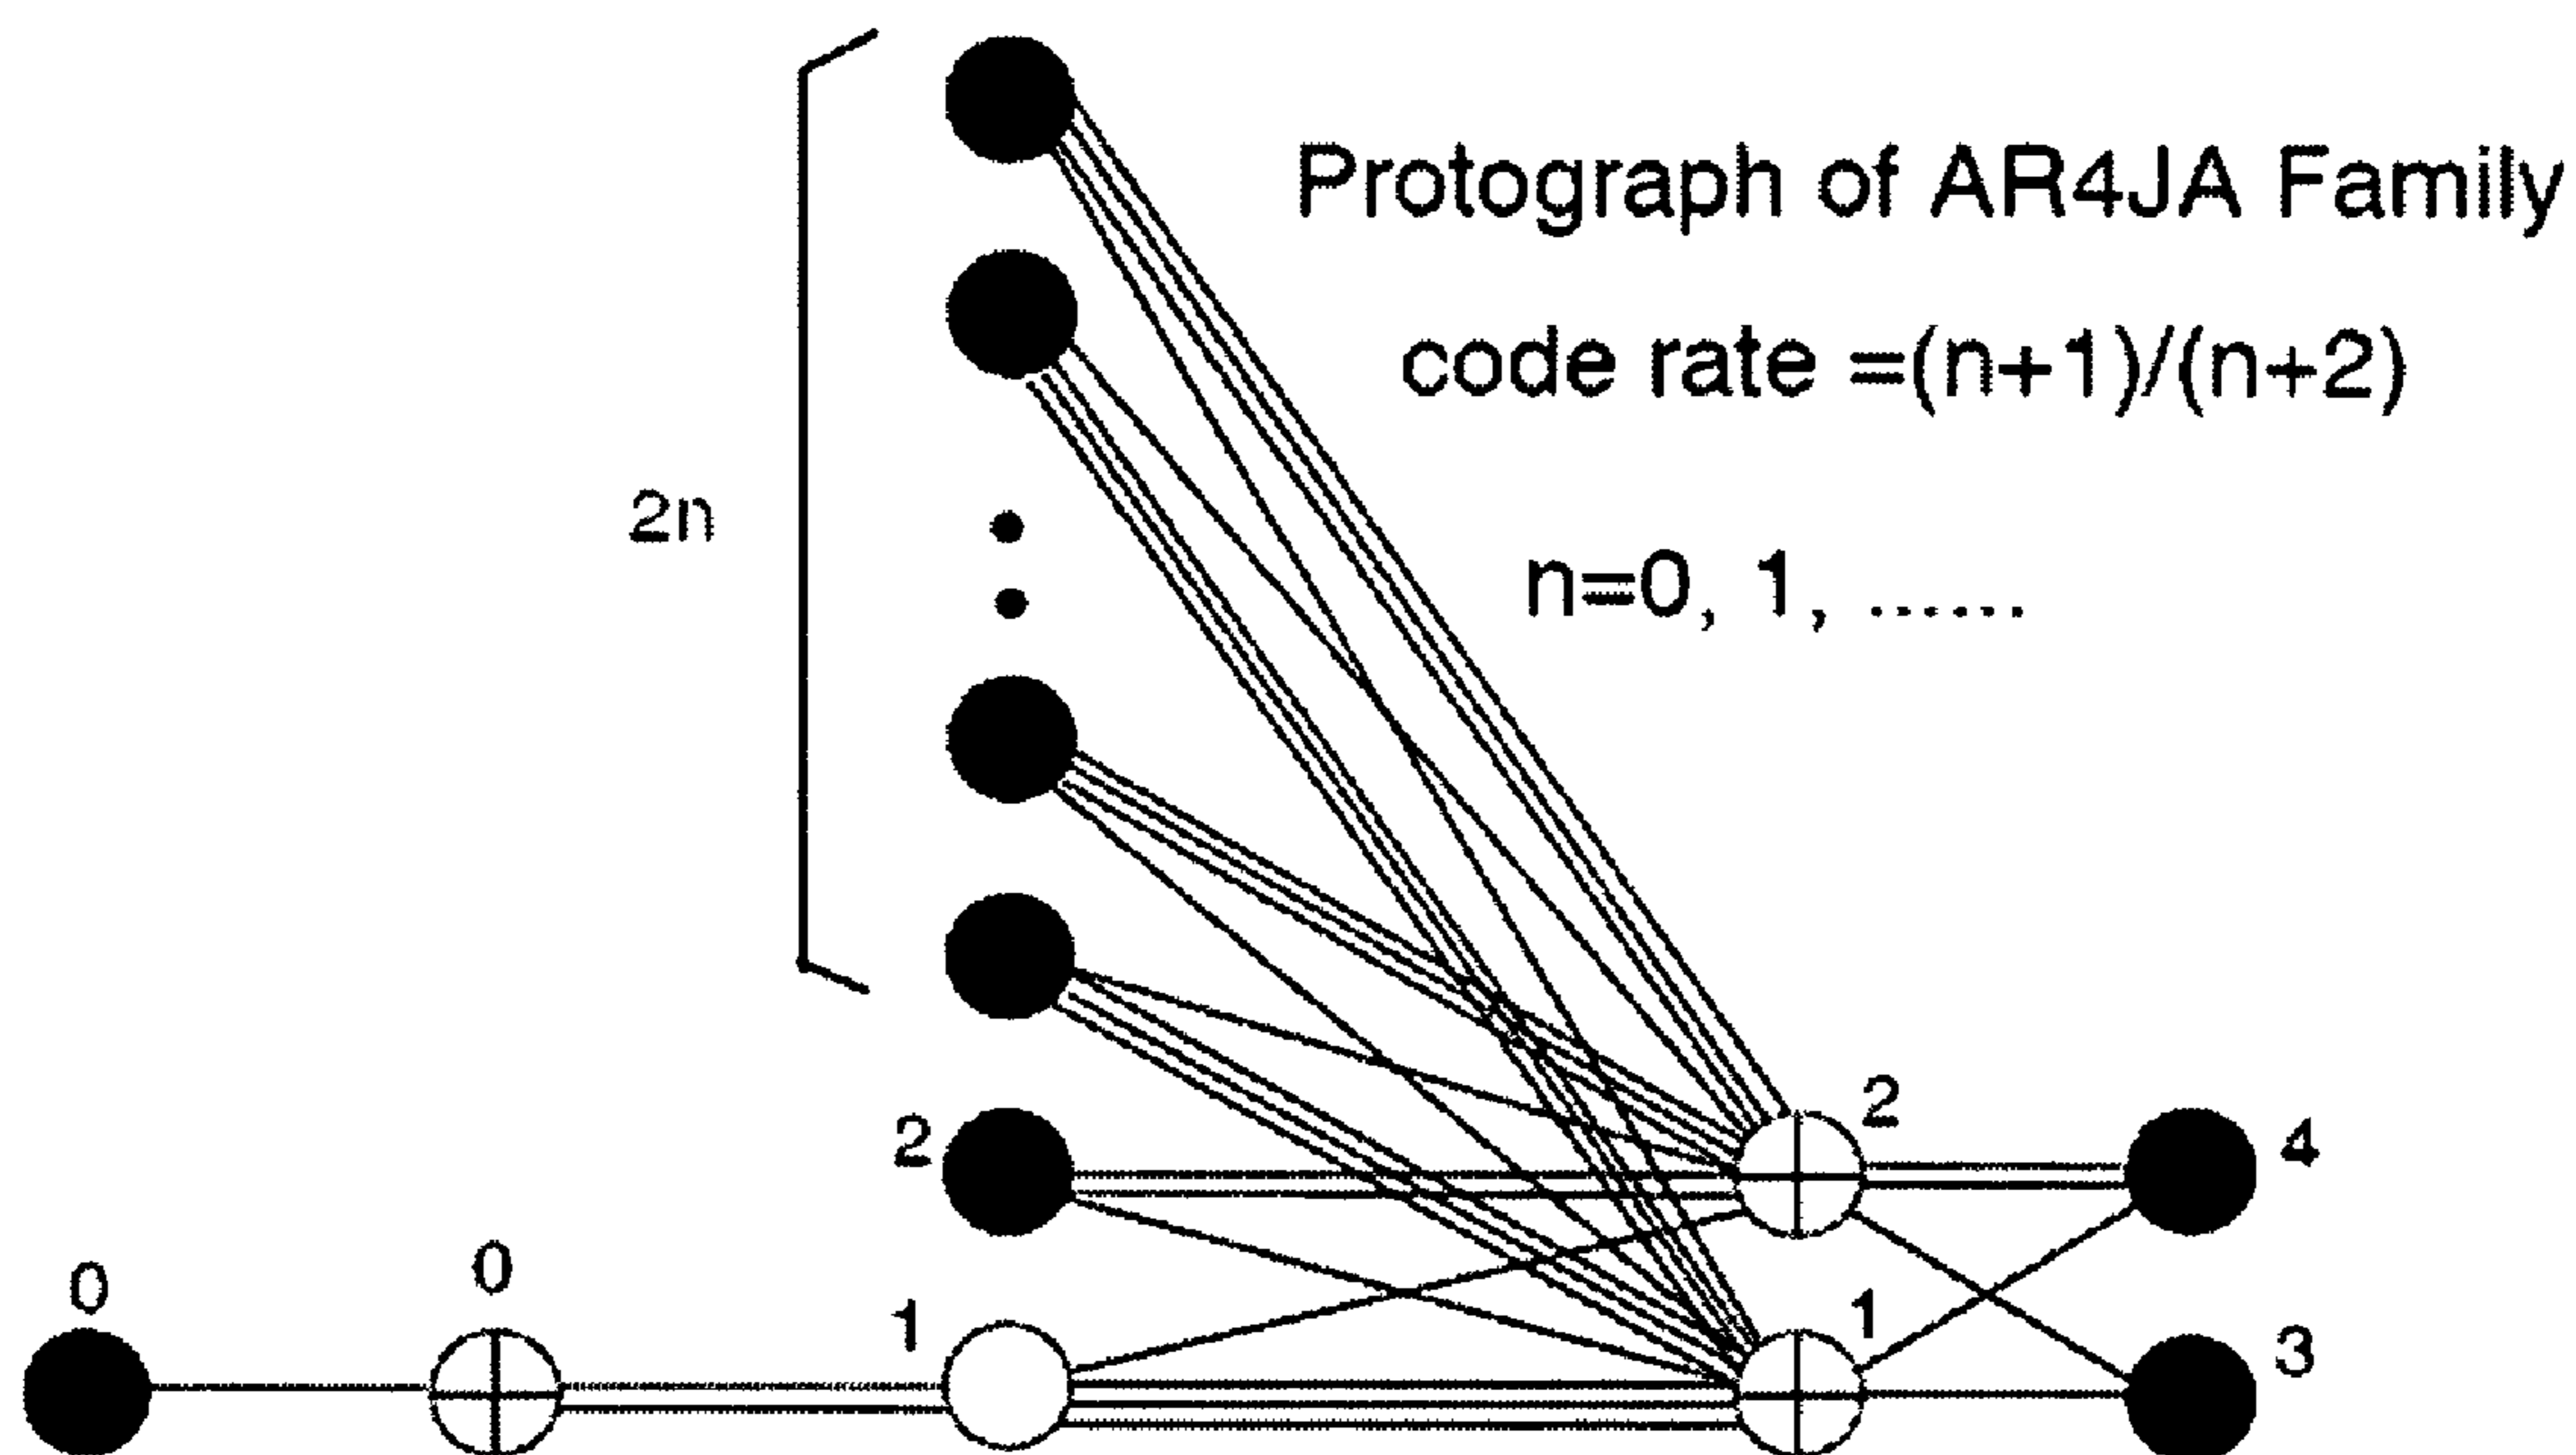 Protograph of AR4JA Family
code rate =(n+1)/(n+2)
2n
n=0, 1, ......
2
2
4
0
0
1
1
3